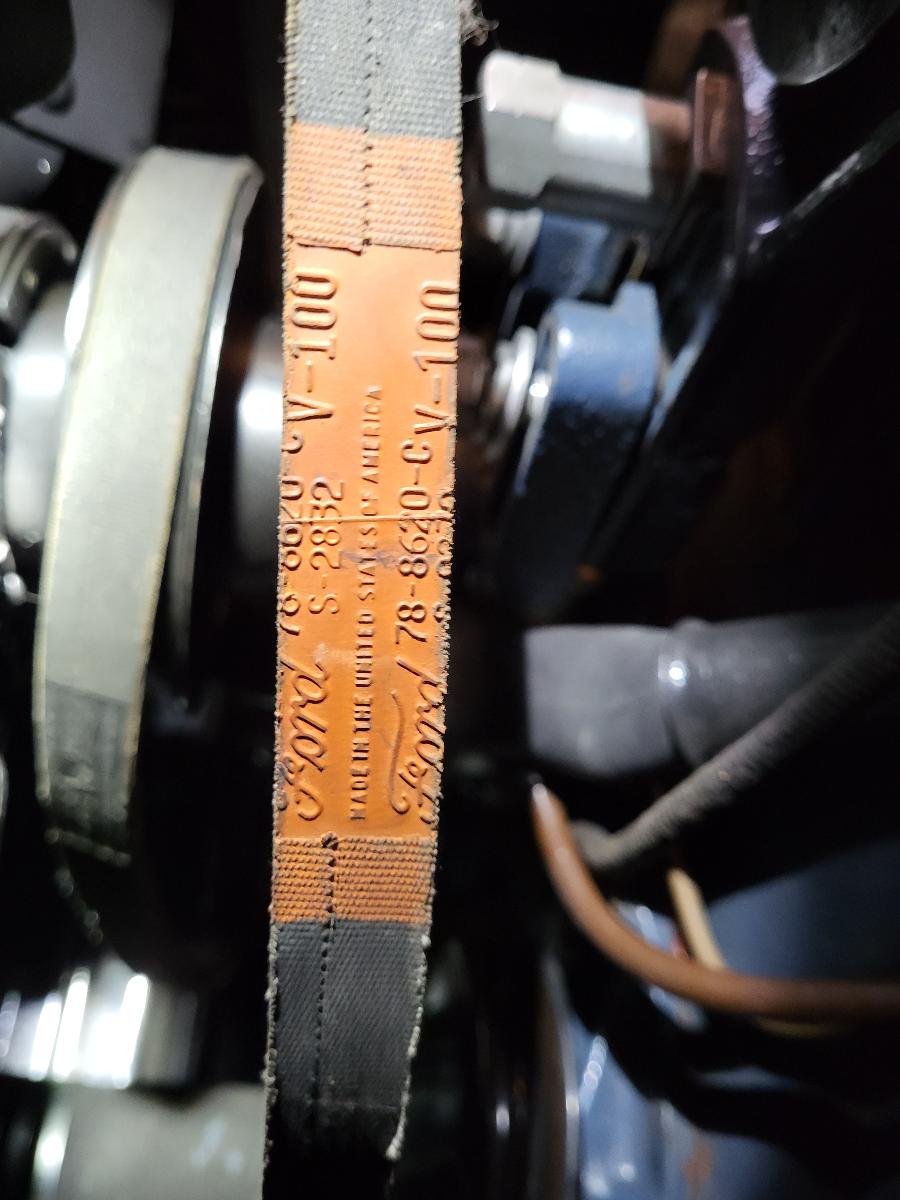 Ford 78-8620-CV-100
S-2832
MADE IN THE UNITED STATES OF AMERICA
Ford 78-8620-CV-100